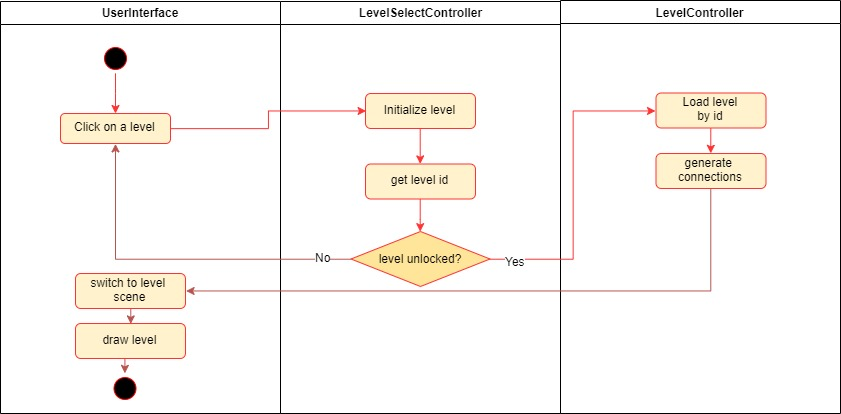 UserInterface
LevelSelectController
LevelController
Click on a level
Initialize level
Load level
by id
get level id
generate
connections
No
level unlocked?
Yes
switch to level
scene
draw level